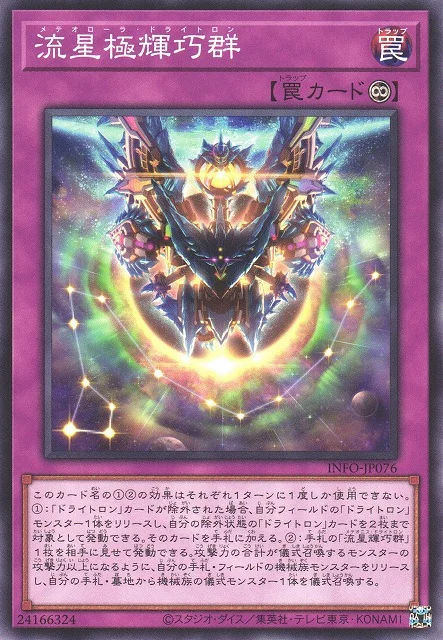 メテオローラ・ドライトロン
流星極輝巧群
トラップ
罠
【罠カード∞】
INFO-JP076
このカード名の①②の効果はそれぞれ1ターンに1度しか使用できない。
①：「ドライトロン」カードが除外された場合、自分フィールドの「ドライトロン」
モンスター1体をリリースし、自分の除外状態の「ドライトロン」カードを2枚まで
対象として発動できる。そのカードを手札に加える。②：手札の「流星輝巧群」
1枚を相手に見せて発動できる。攻撃力の合計が儀式召喚するモンスターの
攻撃力以上になるように、自分の手札・フィールドの機械族モンスターをリリース
し、自分の手札・墓地から機械族の儀式モンスター1体を儀式召喚する。
24166324
©スタジオ・ダイス／集英社・テレビ東京・KONAMI